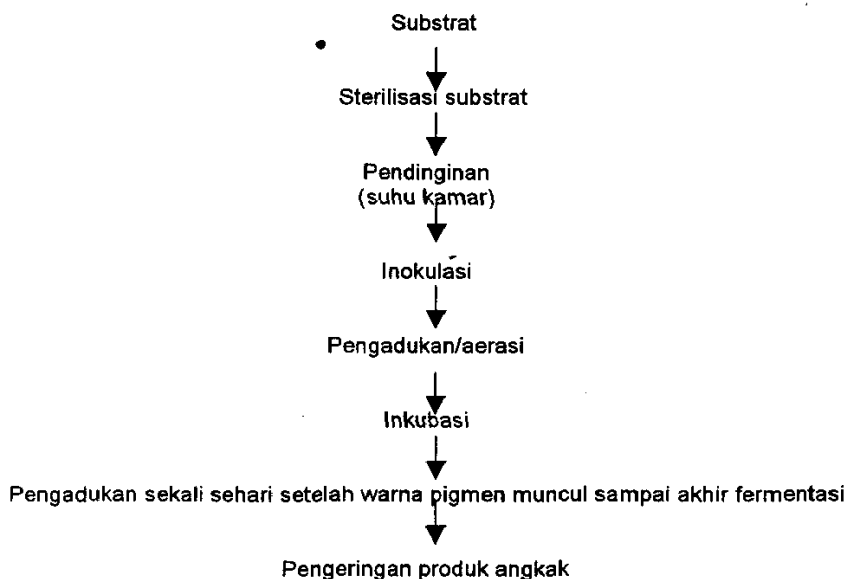 Substrat
Sterilisasi substrat
Pendinginan
(suhu kamar)
Inokulasi
Pengadukan/aerasi
Inkubasi
Pengadukan sekali sehari setelah warna pigmen muncul sampai akhir fermentasi
Pengeringan produk angkak